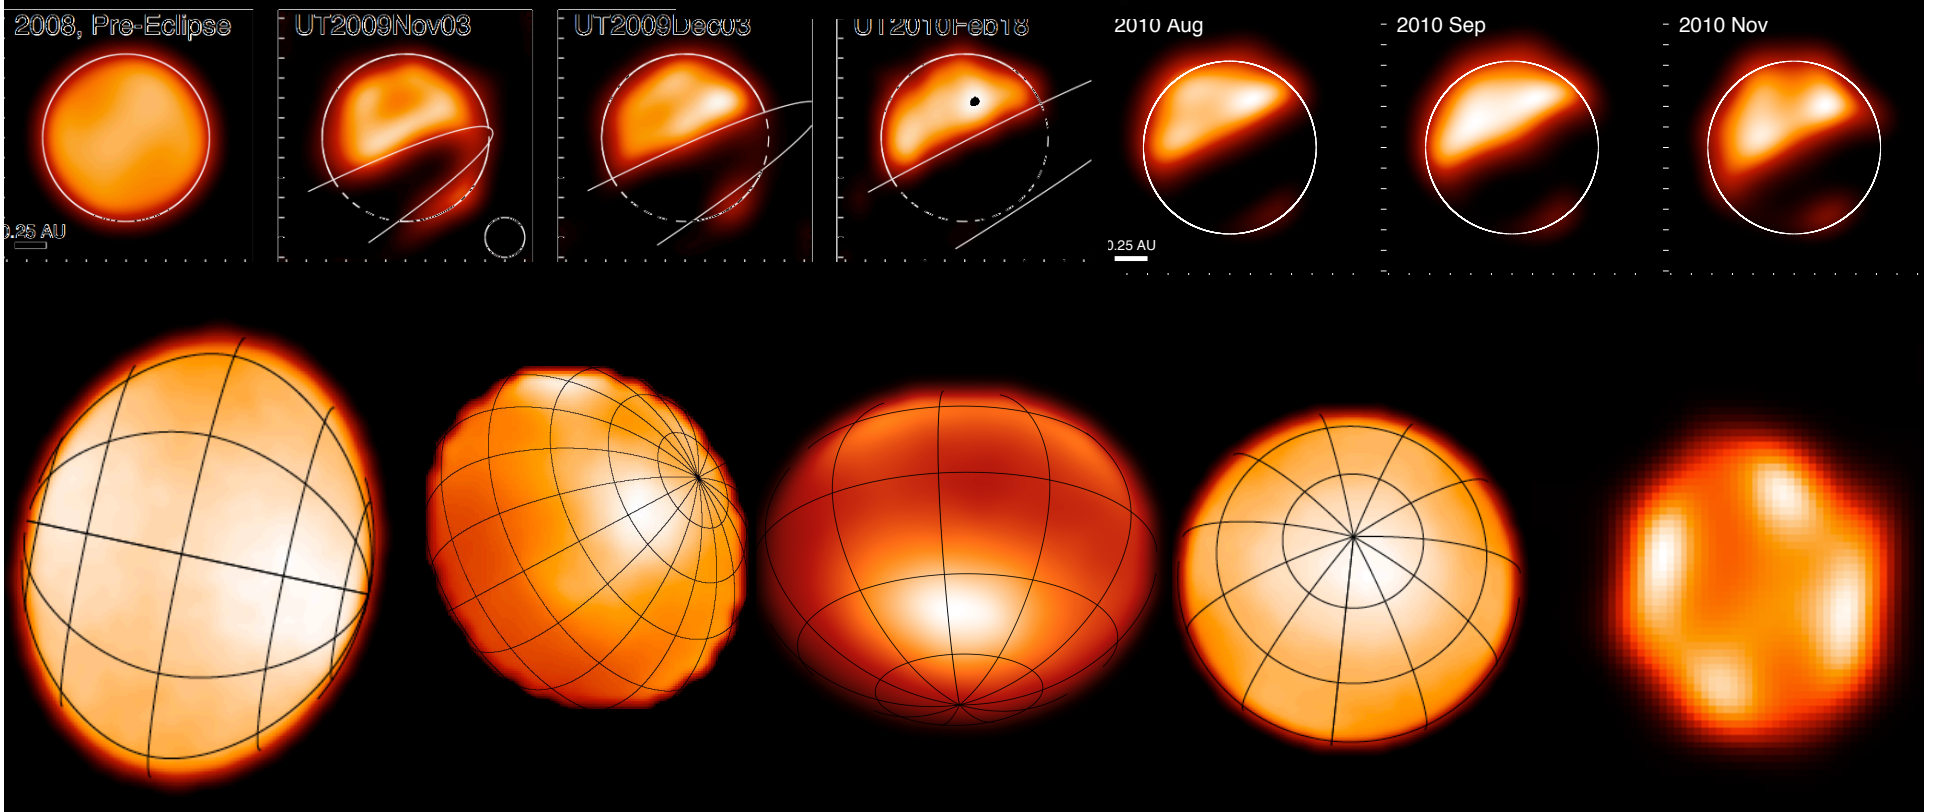 2008, Pre-Eclipse
UT2009Nov03
UT2009Dec03
UT2010Feb18
2010 Aug
2010 Sep
2010 Nov
0.25 AU
0.25 AU